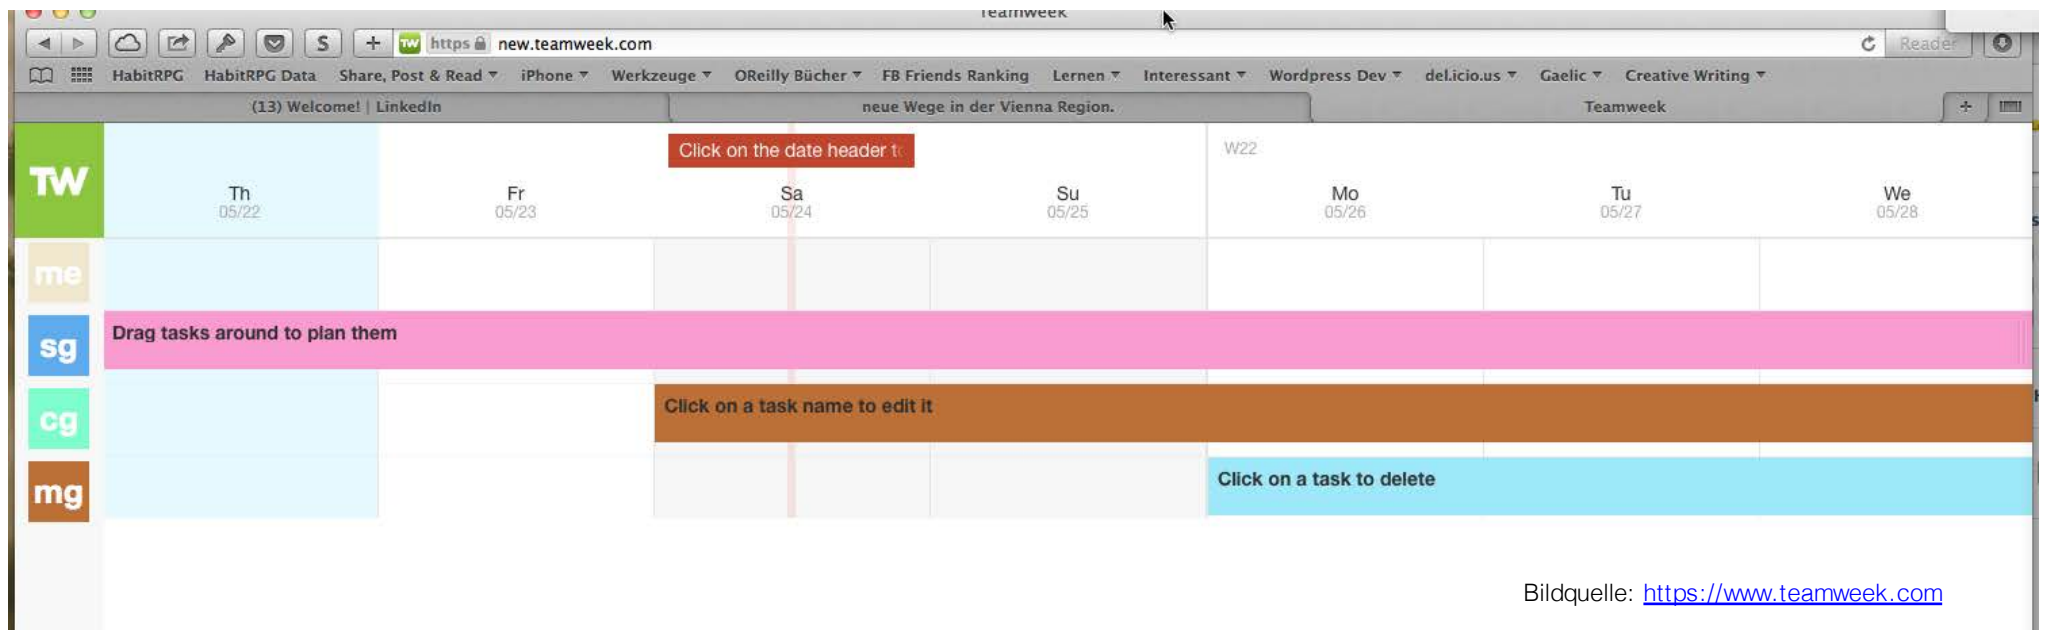 Teamweek
S + TW https new.teamweek.com Reader
HabitRPG HabitRPG Data Share, Post & Read iPhone Werkzeuge OReilly Bücher FB Friends Ranking Lernen Interessant Wordpress Dev del.icio.us Gaelic Creative Writing
(13) Welcome! | LinkedIn neue Wege in der Vienna Region. Teamweek +
Click on the date header to W22
TW
Th Fr Sa Su Mo Tu We
05/22 05/23 05/24 05/25 05/26 05/27 05/28
me
sg Drag tasks around to plan them
cg Click on a task name to edit it
mg Click on a task to delete
Bildquelle: https://www.teamweek.com